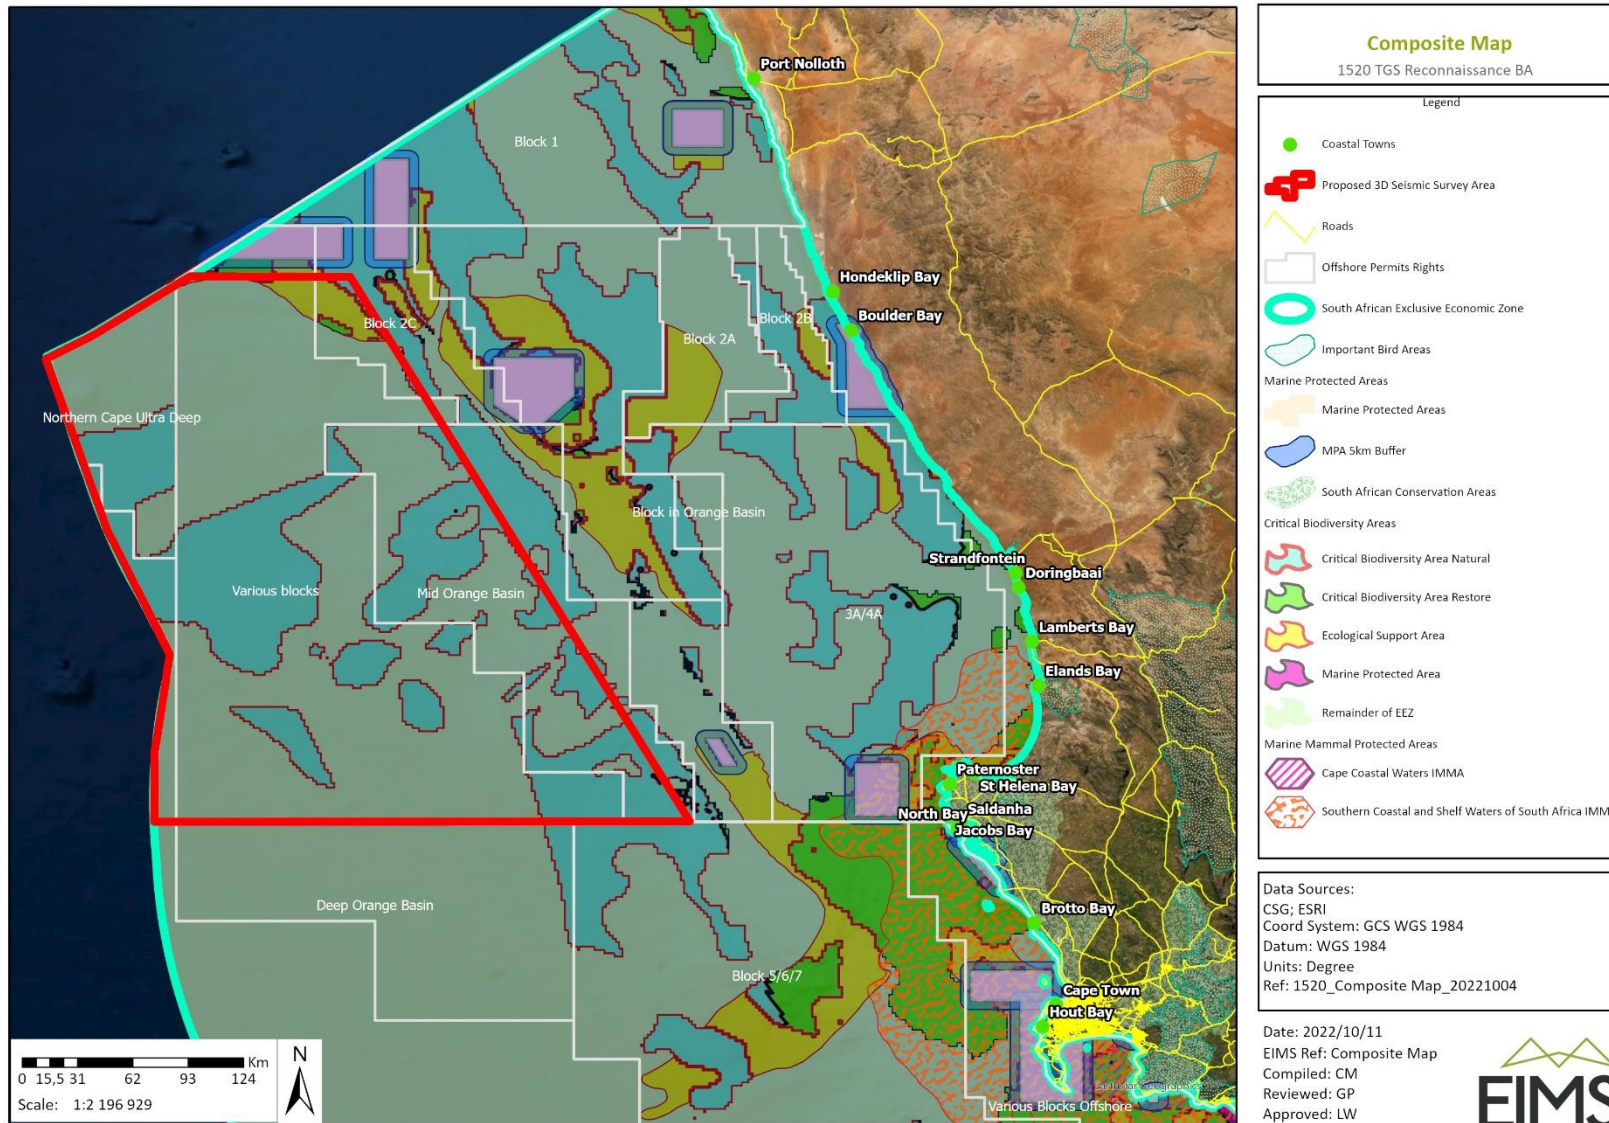 Port Nolloth
Block 1
Hondeklip Bay
Boulder Bay
Block 2C
Block 2A
Block 2B
Northern Cape Ultra Deep
Block in Orange Basin
Strandfontein
Doringbaai
Various blocks
Mid Orange Basin
3A/4A
Lamberts Bay
Elands Bay
Paternoster
St Helena Bay
North Bay
Saldanha
Jacobs Bay
Deep Orange Basin
Brotto Bay
Block 5/6/7
Cape Town
Hout Bay
Various Blocks Offshore
Km
0 15,5 31 62 93 124
Scale: 1:2 196 929
N
Composite Map
1520 TGS Reconnaissance BA
Legend
Coastal Towns
Proposed 3D Seismic Survey Area
Roads
Offshore Permits Rights
South African Exclusive Economic Zone
Important Bird Areas
Marine Protected Areas
Marine Protected Areas
MPA 5km Buffer
South African Conservation Areas
Critical Biodiversity Areas
Critical Biodiversity Area Natural
Critical Biodiversity Area Restore
Ecological Support Area
Marine Protected Area
Remainder of EEZ
Marine Mammal Protected Areas
Cape Coastal Waters IMMA
Southern Coastal and Shelf Waters of South Africa IMM
Data Sources:
CSG; ESRI
Coord System: GCS WGS 1984
Datum: WGS 1984
Units: Degree
Ref: 1520_Composite Map_20221004
Date: 2022/10/11
EIMS Ref: Composite Map
Compiled: CM
Reviewed: GP
Approved: LW
EIMS